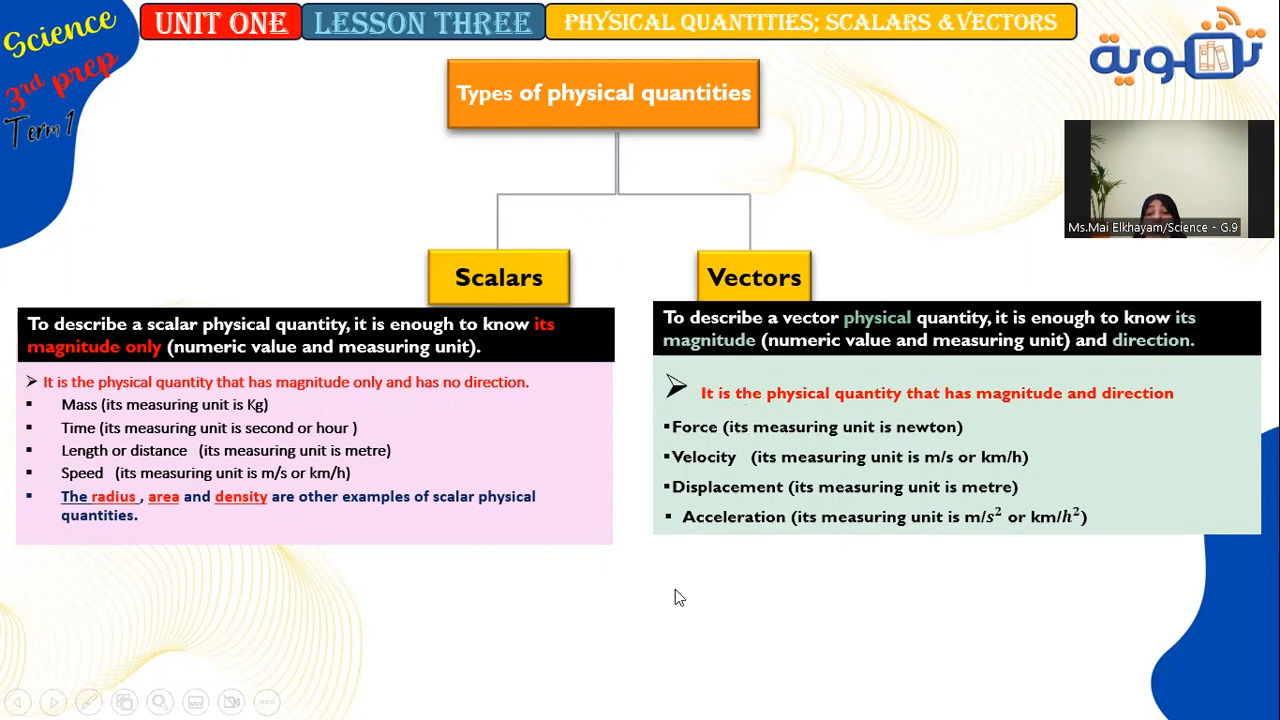 Science
3rd prep
Term 1
UNIT ONE
LESSON THREE
PHYSICAL QUANTITIES; SCALARS &VECTORS
تقوية
Types of physical quantities
Ms.Mai Elkhayam/Science - G.9
Scalars
Vectors
To describe a scalar physical quantity, it is enough to know its
magnitude only (numeric value and measuring unit).
➢ It is the physical quantity that has magnitude only and has no direction.
▪ Mass (its measuring unit is Kg)
▪ Time (its measuring unit is second or hour )
▪ Length or distance (its measuring unit is metre)
▪ Speed (its measuring unit is m/s or km/h)
▪ The radius , area and density are other examples of scalar physical
quantities.
To describe a vector physical quantity, it is enough to know its
magnitude (numeric value and measuring unit) and direction.
➢ It is the physical quantity that has magnitude and direction
▪Force (its measuring unit is newton)
▪Velocity (its measuring unit is m/s or km/h)
▪Displacement (its measuring unit is metre)
▪ Acceleration (its measuring unit is m/s² or km/h²)